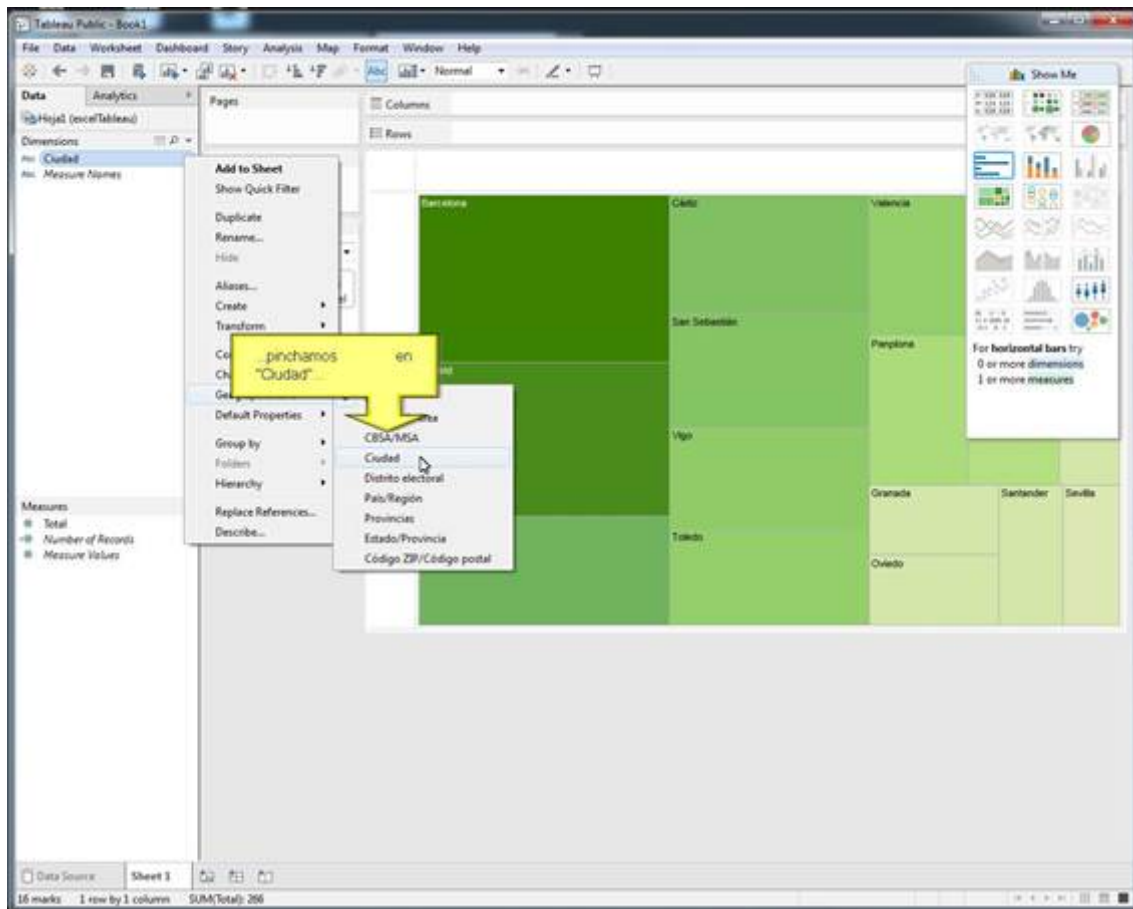 Tableau Public - Book1
File Data Worksheet Dashboard Story Analysis Map Format Window Help
Abc Normal
Data Analytics
Hoja1 (excelTableau)
Dimensions
Abc Ciudad
Abc Measure Names
Measures
Total
Number of Records
Measure Values
Pages
Columns
Rows
Add to Sheet
Show Quick Filter
Duplicate
Rename...
Hide
Aliases...
Create
Transform
Default Properties
Group by
Folders
Hierarchy
Replace References...
Describe...
...pinchamos en
"Ciudad"...
CBSA/MSA
Ciudad
Distrito electoral
País/Región
Provincias
Estado/Provincia
Código ZIP/Código postal
Barcelona
Cádiz
Valencia
San Sebastián
Pamplona
Vigo
Granada
Santander
Sevilla
Toledo
Oviedo
Show Me
For horizontal bars try
0 or more dimensions
1 or more measures
Data Source Sheet 1
16 marks 1 row by 1 column SUM(Total): 266